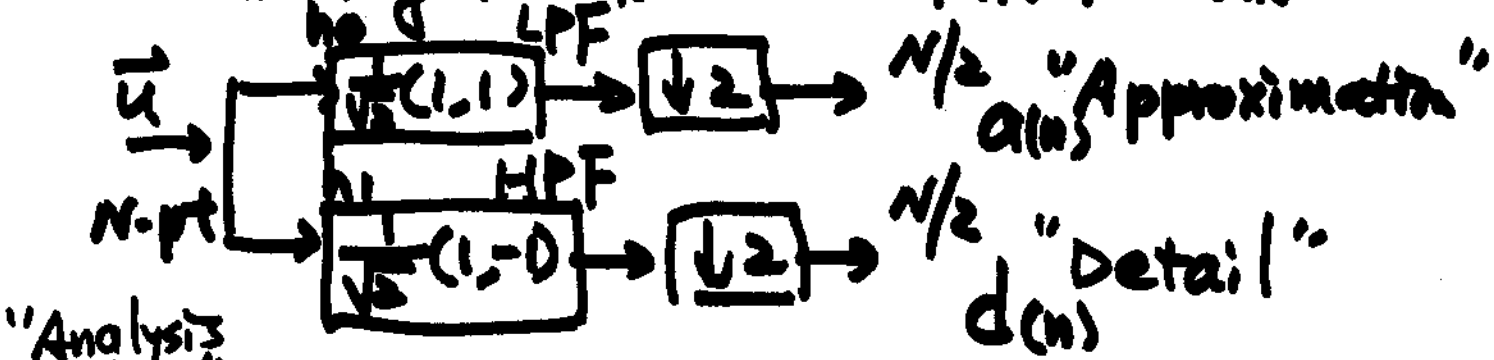 h0 LPF
u⃗ 1/√2 (1,1) ↓2 N/2 "Approximation"
a(n)
N-pt h1 HPF
1/√2 (1,-1) ↓2 N/2 "Detail"
d(n)
"Analysis